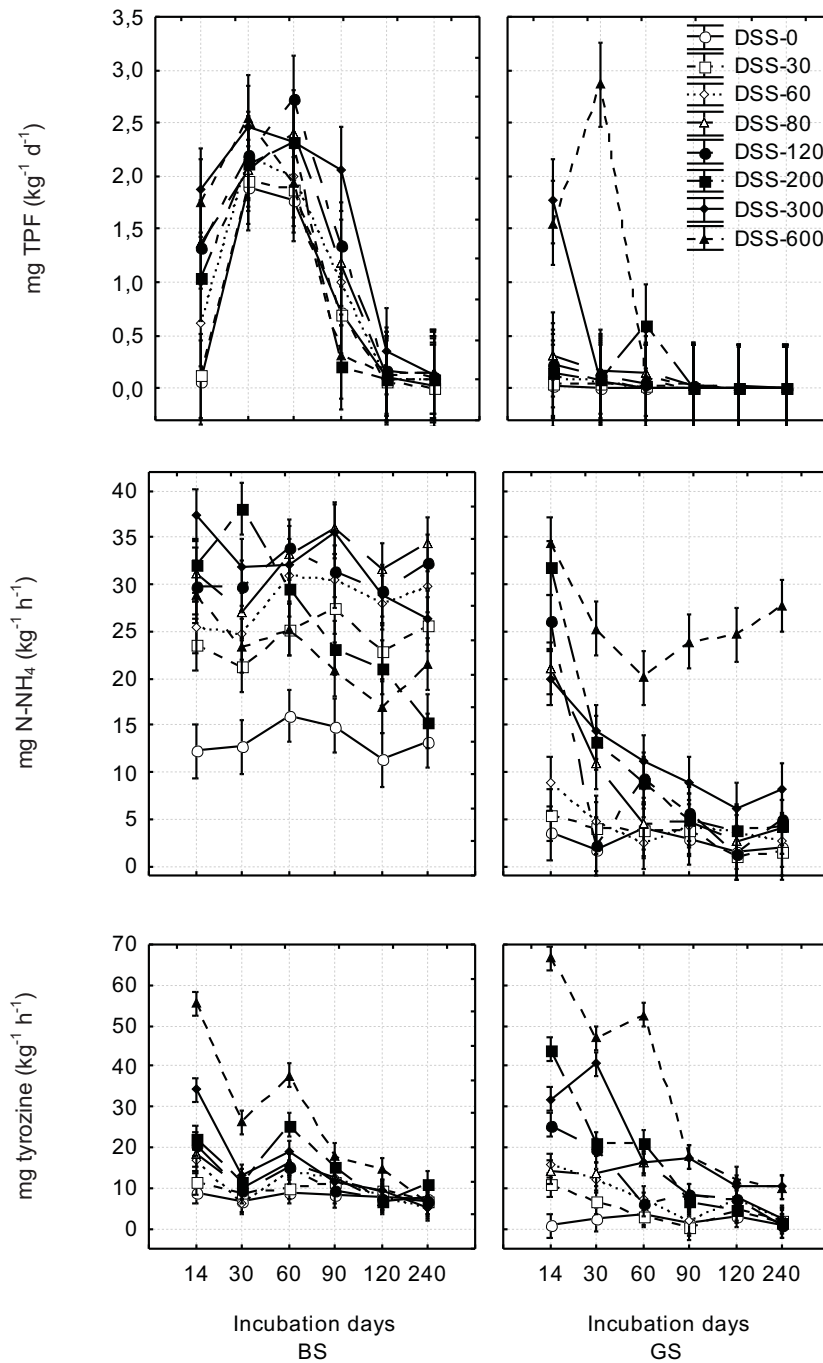 mg TPF (kg⁻¹ d⁻¹)
3,5
3,0
2,5
2,0
1,5
1,0
0,5
0,0
DSS-0
DSS-30
DSS-60
DSS-80
DSS-120
DSS-200
DSS-300
DSS-600
mg N-NH₄ (kg⁻¹ h⁻¹)
40
35
30
25
20
15
10
5
0
mg tyrozine (kg⁻¹ h⁻¹)
70
60
50
40
30
20
10
0
14 30 60 90 120 240
Incubation days
BS
14 30 60 90 120 240
Incubation days
GS